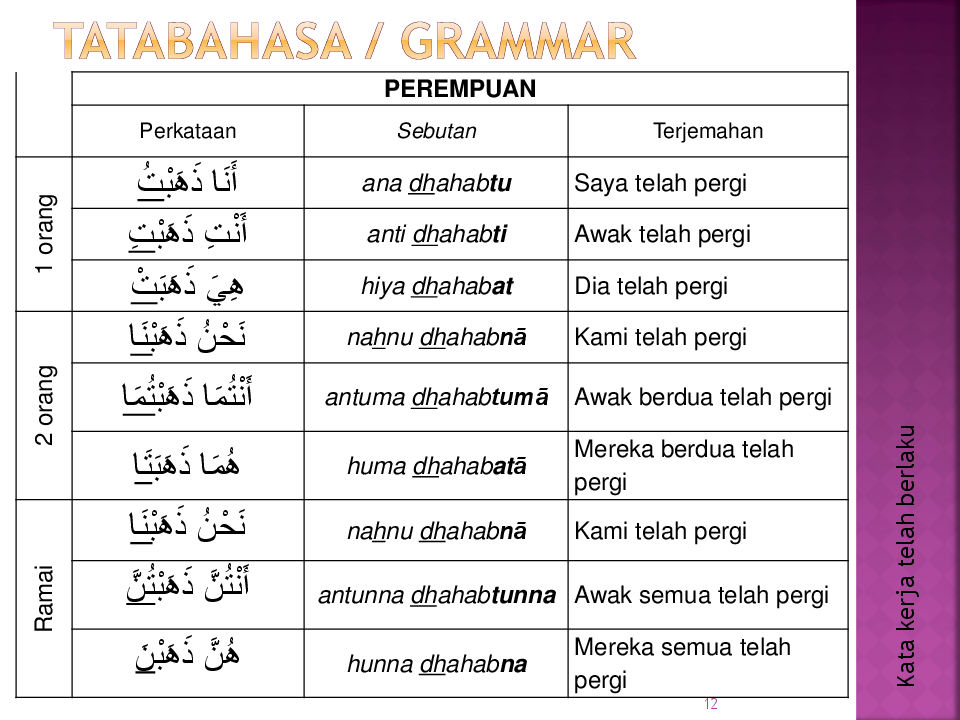 TATABAHASA / GRAMMAR
PEREMPUAN
Perkataan Sebutan Terjemahan
1 orang
أَنَا ذَهَبْتُ ana dhahabtu Saya telah pergi
أَنْتِ ذَهَبْتِ anti dhahabti Awak telah pergi
هِيَ ذَهَبَتْ hiya dhahabat Dia telah pergi
2 orang
نَحْنُ ذَهَبْنَا nahnu dhahabnā Kami telah pergi
أَنْتُمَا ذَهَبْتُمَا antuma dhahabtumā Awak berdua telah pergi
هُمَا ذَهَبَتَا huma dhahabatā Mereka berdua telah
pergi
Ramai
نَحْنُ ذَهَبْنَا nahnu dhahabnā Kami telah pergi
أَنْتُنَّ ذَهَبْتُنَّ antunna dhahabtunna Awak semua telah pergi
هُنَّ ذَهَبْنَ hunna dhahabna Mereka semua telah
pergi
Kata kerja telah berlaku
12